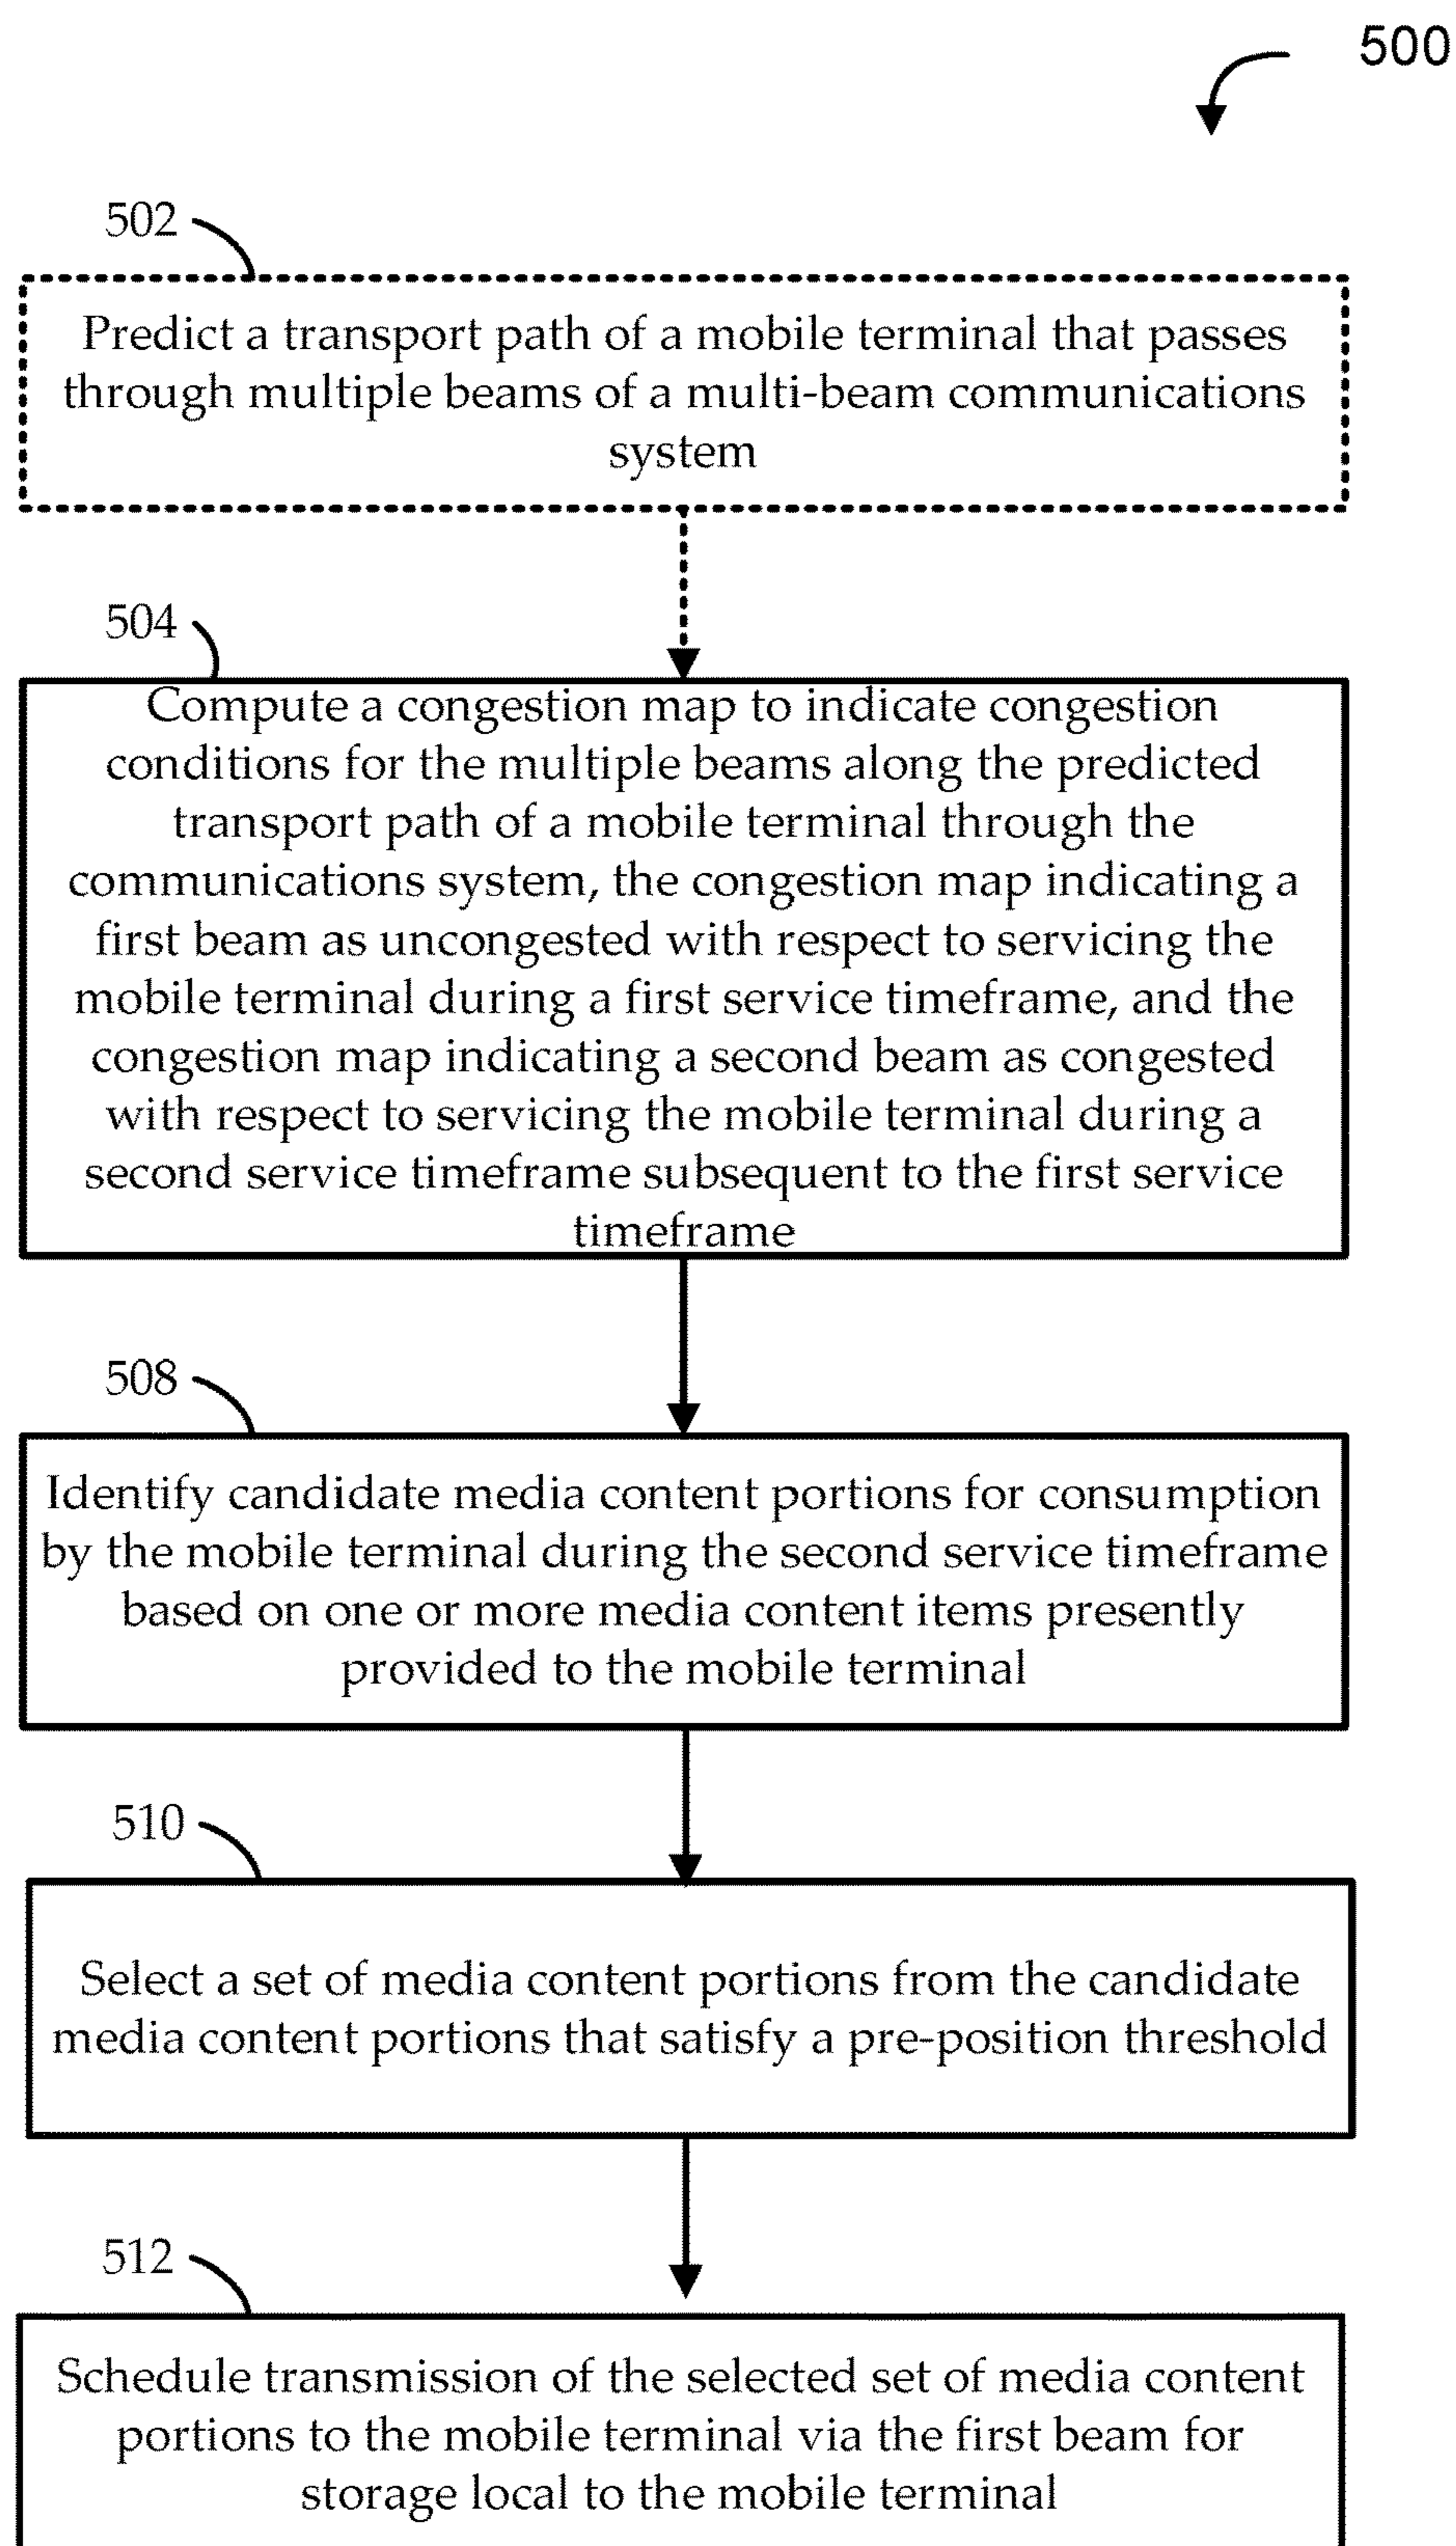 500
502
Predict a transport path of a mobile terminal that passes
through multiple beams of a multi-beam communications
system
504
Compute a congestion map to indicate congestion
conditions for the multiple beams along the predicted
transport path of a mobile terminal through the
communications system, the congestion map indicating a
first beam as uncongested with respect to servicing the
mobile terminal during a first service timeframe, and the
congestion map indicating a second beam as congested
with respect to servicing the mobile terminal during a
second service timeframe subsequent to the first service
timeframe
508
Identify candidate media content portions for consumption
by the mobile terminal during the second service timeframe
based on one or more media content items presently
provided to the mobile terminal
510
Select a set of media content portions from the candidate
media content portions that satisfy a pre-position threshold
512
Schedule transmission of the selected set of media content
portions to the mobile terminal via the first beam for
storage local to the mobile terminal